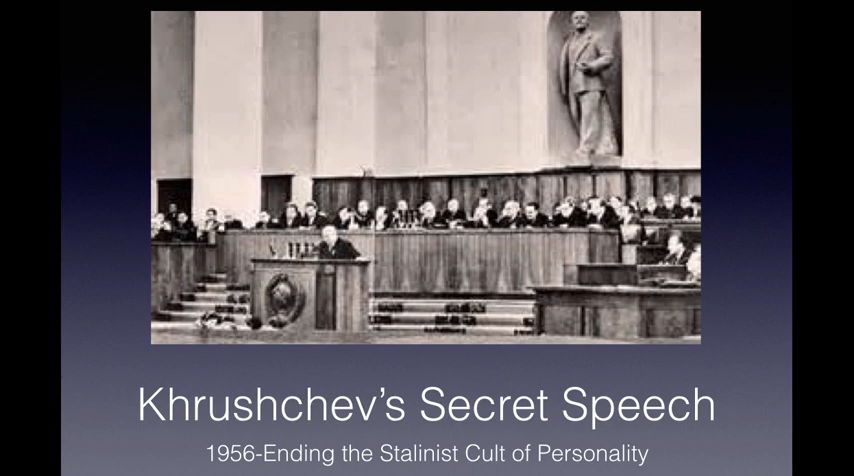 Khrushchev’s Secret Speech
1956-Ending the Stalinist Cult of Personality